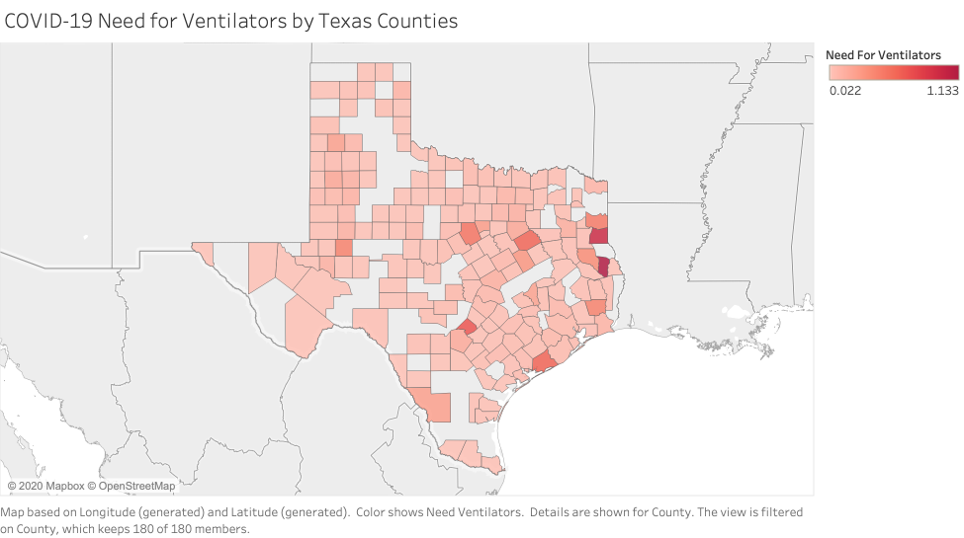 COVID-19 Need for Ventilators by Texas Counties
Need For Ventilators
0.022 1.133
© 2020 Mapbox © OpenStreetMap
Map based on Longitude (generated) and Latitude (generated). Color shows Need Ventilators. Details are shown for County. The view is filtered
on County, which keeps 180 of 180 members.